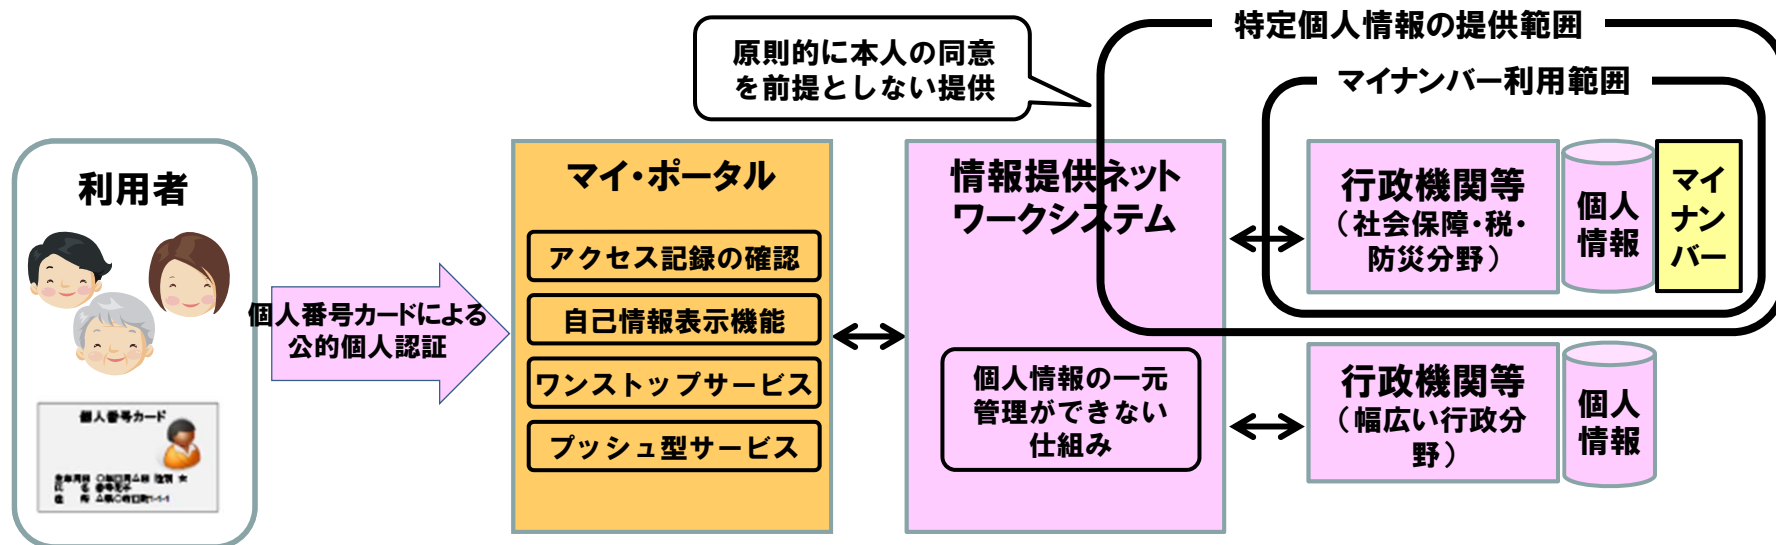 特定個人情報の提供範囲
原則的に本人の同意
を前提としない提供
マイナンバー利用範囲
利用者
個人番号カードによる
公的個人認証
個人番号カード
マイ・ポータル
アクセス記録の確認
自己情報表示機能
ワンストップサービス
プッシュ型サービス
情報提供ネット
ワークシステム
個人情報の一元
管理ができない
仕組み
行政機関等
（社会保障・税・
防災分野）
個人
情報
マイ
ナン
バー
行政機関等
（幅広い行政分
野）
個人
情報